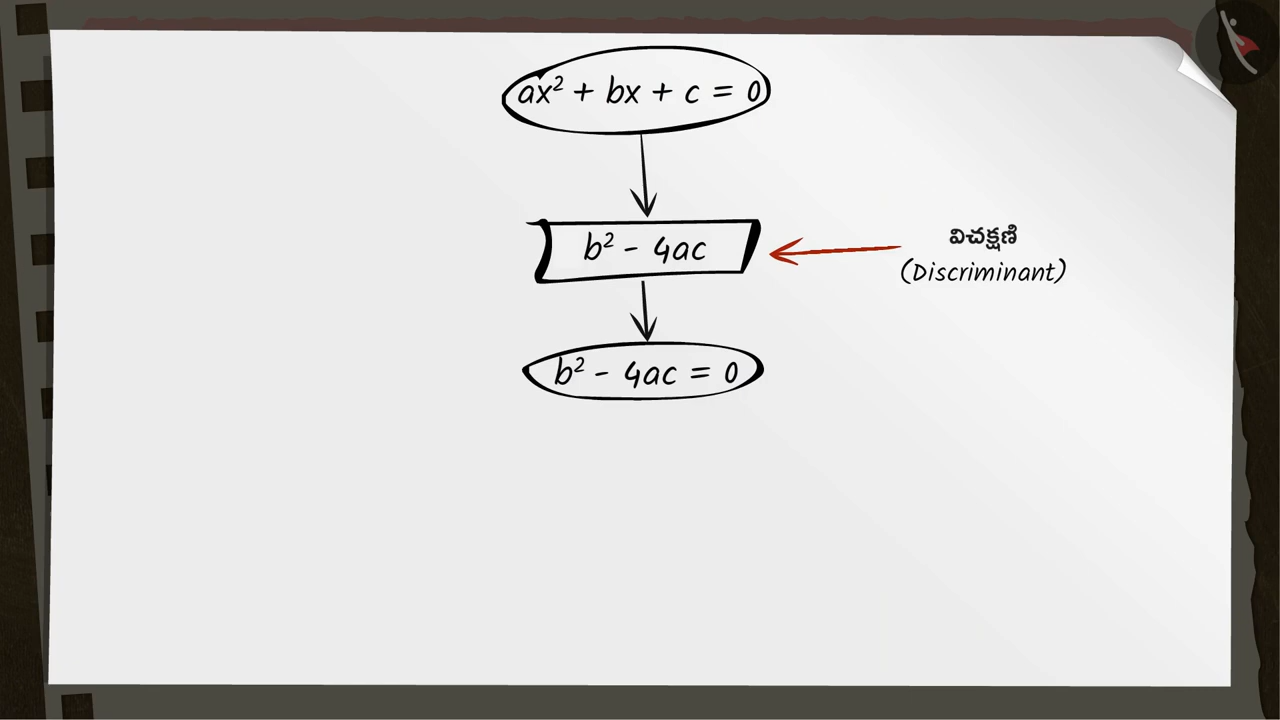 ax² + bx + c = 0
b² - 4ac
విచక్షణి
(Discriminant)
b² - 4ac = 0